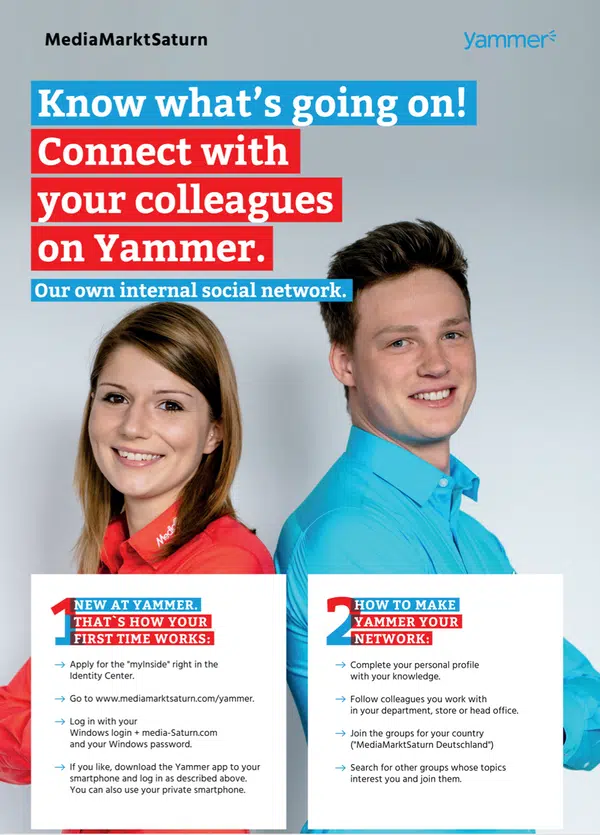 MediaMarktSaturn
yammer
Know what's going on!
Connect with
your colleagues
on Yammer.
Our own internal social network.
1
NEW AT YAMMER.
THAT`S HOW YOUR
FIRST TIME WORKS:
→ Apply for the "myInside" right in the
Identity Center.
→ Go to www.mediamarktsaturn.com/yammer.
→ Log in with your
Windows login + media-Saturn.com
and your Windows password.
→ If you like, download the Yammer app to your
smartphone and log in as described above.
You can also use your private smartphone.
2
HOW TO MAKE
YAMMER YOUR
NETWORK:
→ Complete your personal profile
with your knowledge.
→ Follow colleagues you work with
in your department, store or head office.
→ Join the groups for your country
("MediaMarktSaturn Deutschland")
→ Search for other groups whose topics
interest you and join them.